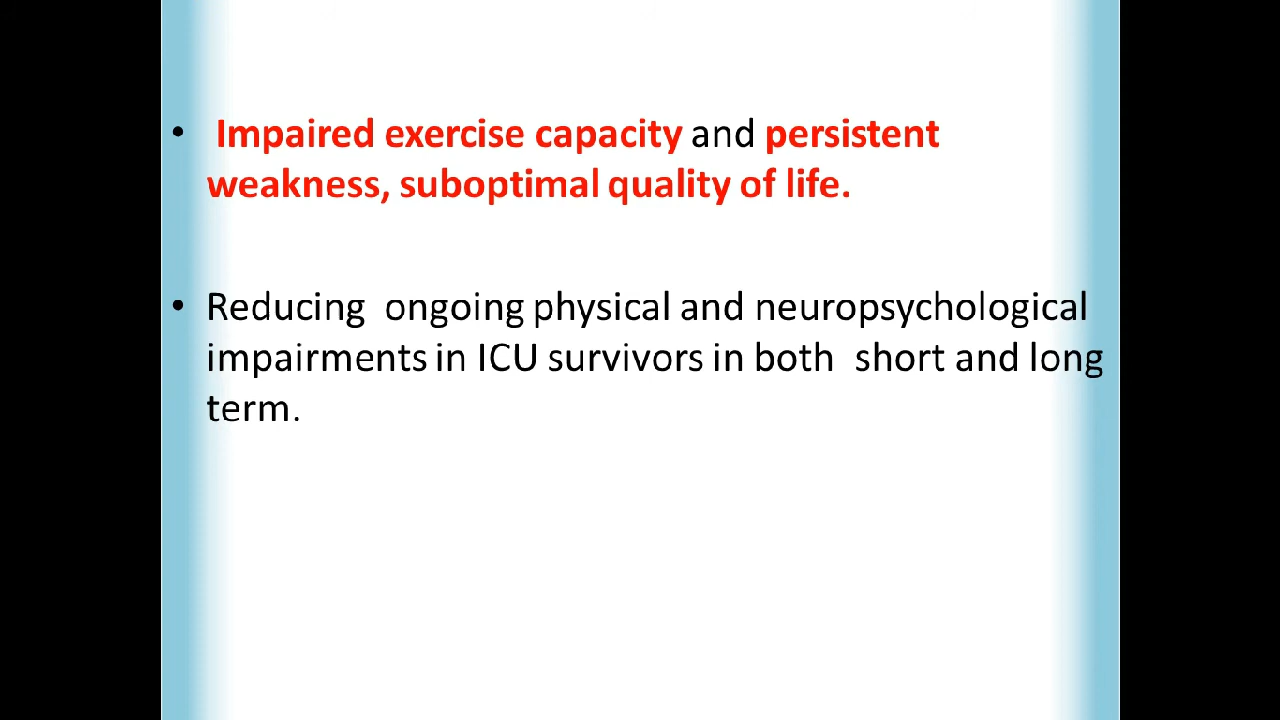 • Impaired exercise capacity and persistent
weakness, suboptimal quality of life.
• Reducing ongoing physical and neuropsychological
impairments in ICU survivors in both short and long
term.